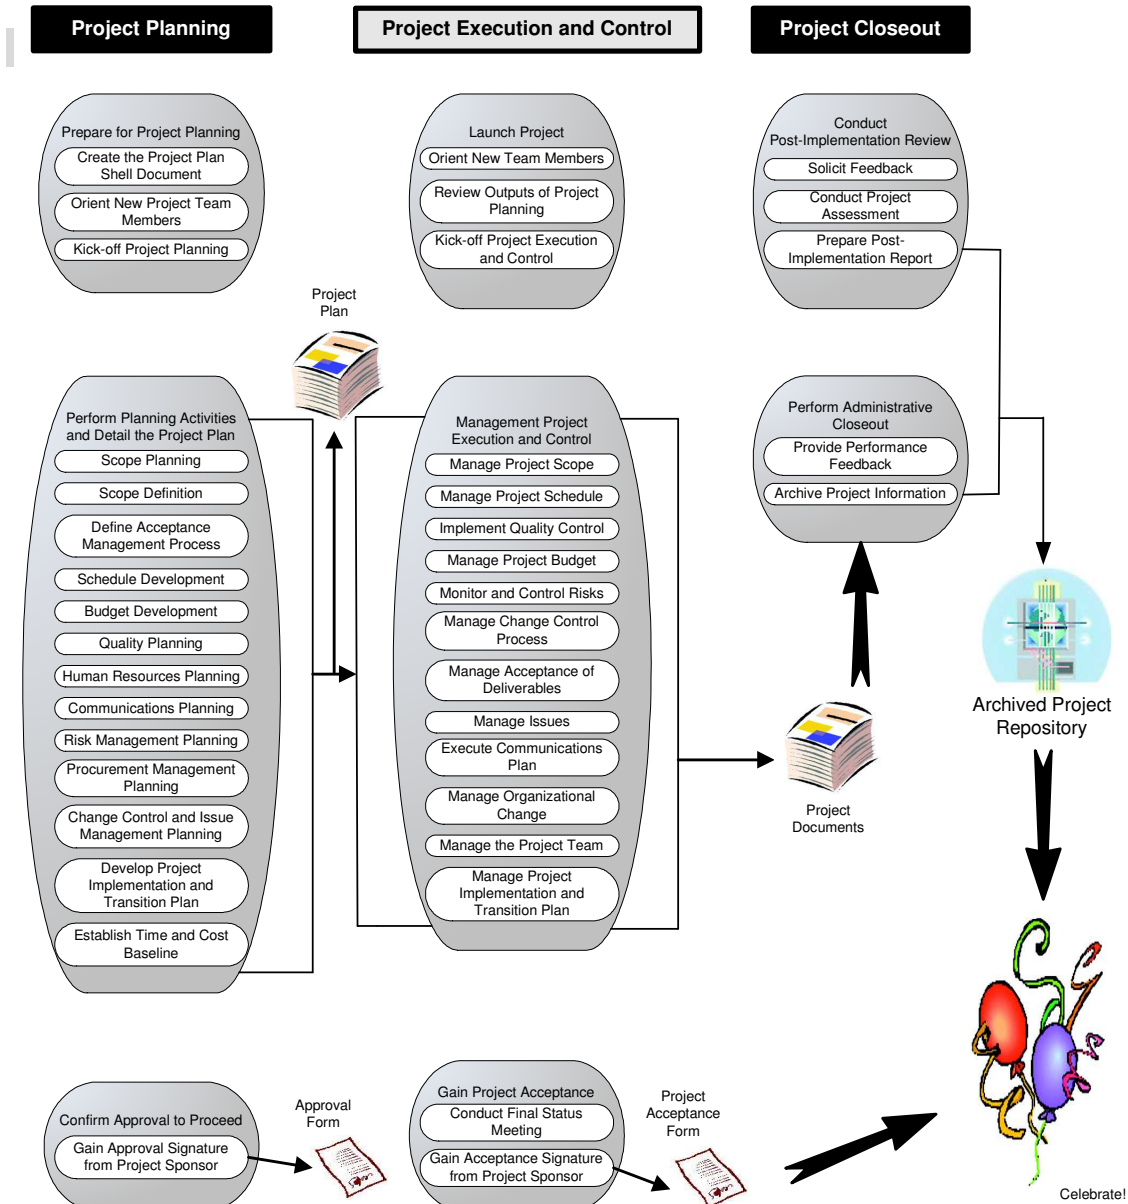 Project Planning
Project Execution and Control
Project Closeout
Prepare for Project Planning
Create the Project Plan
Shell Document
Orient New Project Team
Members
Kick-off Project Planning
Launch Project
Orient New Team Members
Review Outputs of Project
Planning
Kick-off Project Execution
and Control
Conduct
Post-Implementation Review
Solicit Feedback
Conduct Project
Assessment
Prepare Post-
Implementation Report
Project
Plan
Perform Planning Activities
and Detail the Project Plan
Scope Planning
Scope Definition
Define Acceptance
Management Process
Schedule Development
Budget Development
Quality Planning
Human Resources Planning
Communications Planning
Risk Management Planning
Procurement Management
Planning
Change Control and Issue
Management Planning
Develop Project
Implementation and
Transition Plan
Establish Time and Cost
Baseline
Management Project
Execution and Control
Manage Project Scope
Manage Project Schedule
Implement Quality Control
Manage Project Budget
Monitor and Control Risks
Manage Change Control
Process
Manage Acceptance of
Deliverables
Manage Issues
Execute Communications
Plan
Manage Organizational
Change
Manage the Project Team
Manage Project
Implementation and
Transition Plan
Perform Administrative
Closeout
Provide Performance
Feedback
Archive Project Information
Archived Project
Repository
Project
Documents
Confirm Approval to Proceed
Gain Approval Signature
from Project Sponsor
Approval
Form
Gain Project Acceptance
Conduct Final Status
Meeting
Gain Acceptance Signature
from Project Sponsor
Project
Acceptance
Form
Celebrate!